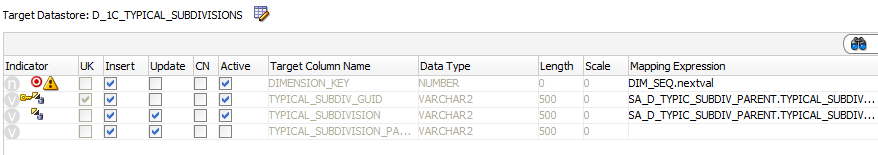 Target Datastore: D_1C_TYPICAL_SUBDIVISIONS
Indicator UK Insert Update CN Active Target Column Name Data Type Length Scale Mapping Expression
DIMENSION_KEY NUMBER 0 0 DIM_SEQ.nextval
TYPICAL_SUBDIV_GUID VARCHAR2 500 0 SA_D_TYPIC_SUBDIV_PARENT.TYPICAL_SUBDIV...
TYPICAL_SUBDIVISION VARCHAR2 500 0 SA_D_TYPIC_SUBDIV_PARENT.TYPICAL_SUBDIV...
TYPICAL_SUBDIVISION_PA... VARCHAR2 500 0